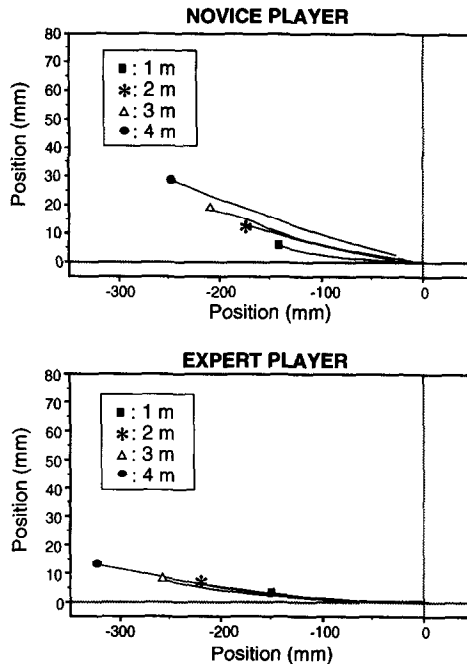 NOVICE PLAYER
80
70
60
50
40
30
20
10
0
Position (mm)
■ : 1 m
✱ : 2 m
△ : 3 m
● : 4 m
-300 -200 -100 0
Position (mm)
EXPERT PLAYER
80
70
60
50
40
30
20
10
0
Position (mm)
■ : 1 m
✱ : 2 m
△ : 3 m
● : 4 m
-300 -200 -100 0
Position (mm)